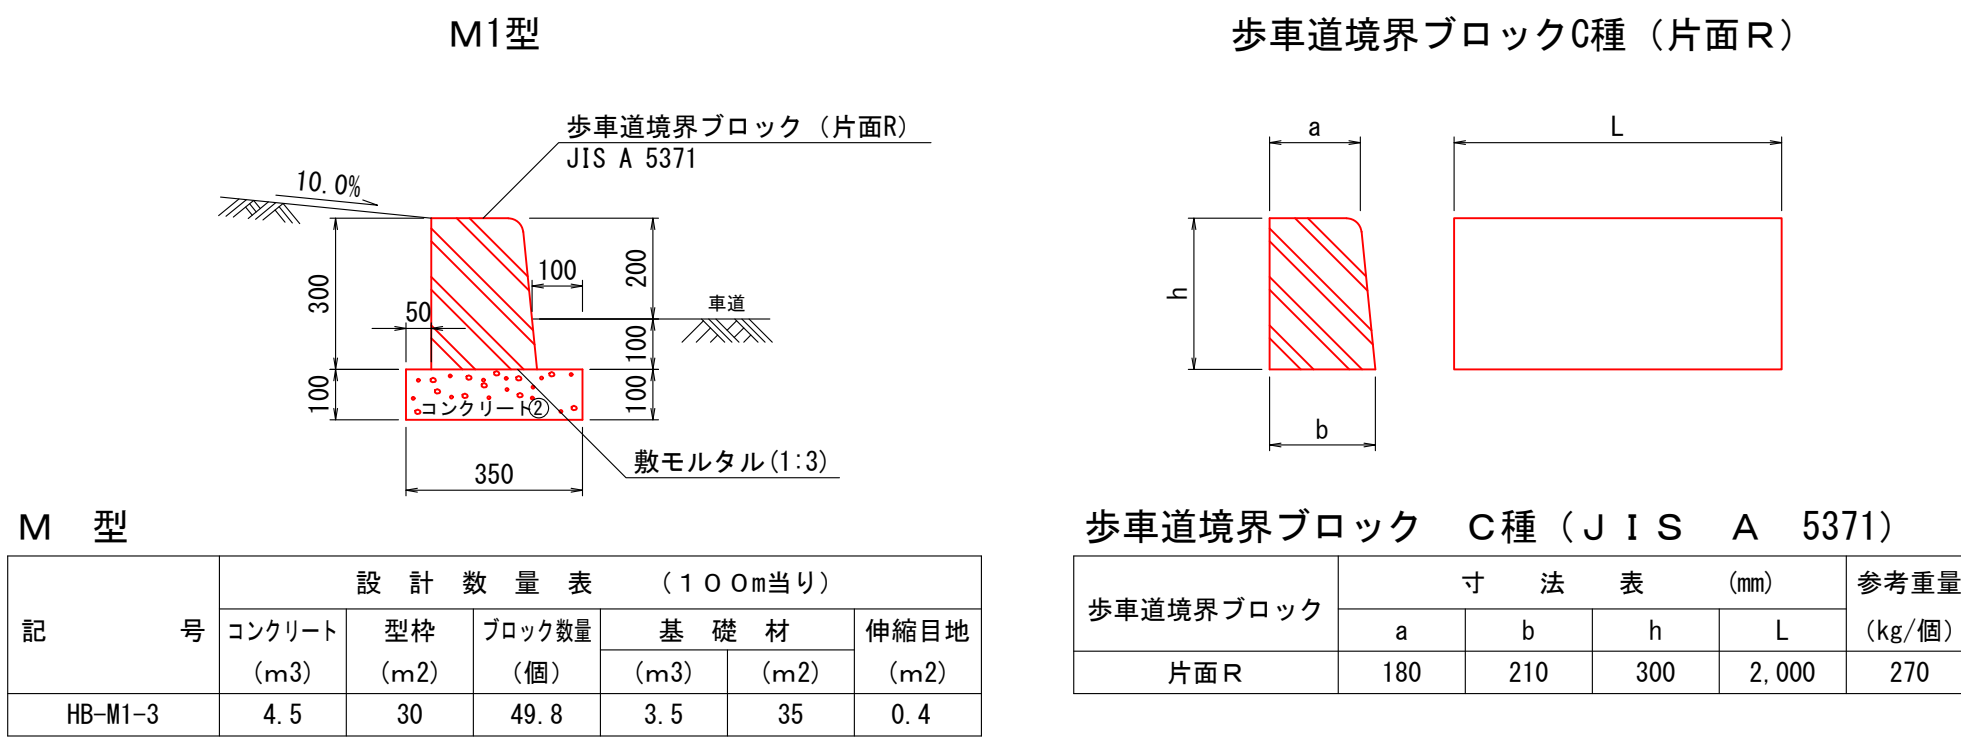 M1型
歩車道境界ブロックC種（片面R）
歩車道境界ブロック（片面R）
JIS A 5371
10.0%
300
100
50
100
200
100
100
車道
コンクリート②
350
敷モルタル(1:3)
a
L
h
b
M 型
記 号
設 計 数 量 表 （１００m当り）
コンクリート
（m3）
型枠
（m2）
ブロック数量
（個）
基 礎 材
（m3）
（m2）
伸縮目地
（m2）
HB-M1-3 4.5 30 49.8 3.5 35 0.4
歩車道境界ブロック C種（JIS A 5371）
歩車道境界ブロック
寸 法 表 (mm)
参考重量
（kg/個）
a b h L
片面R 180 210 300 2,000 270